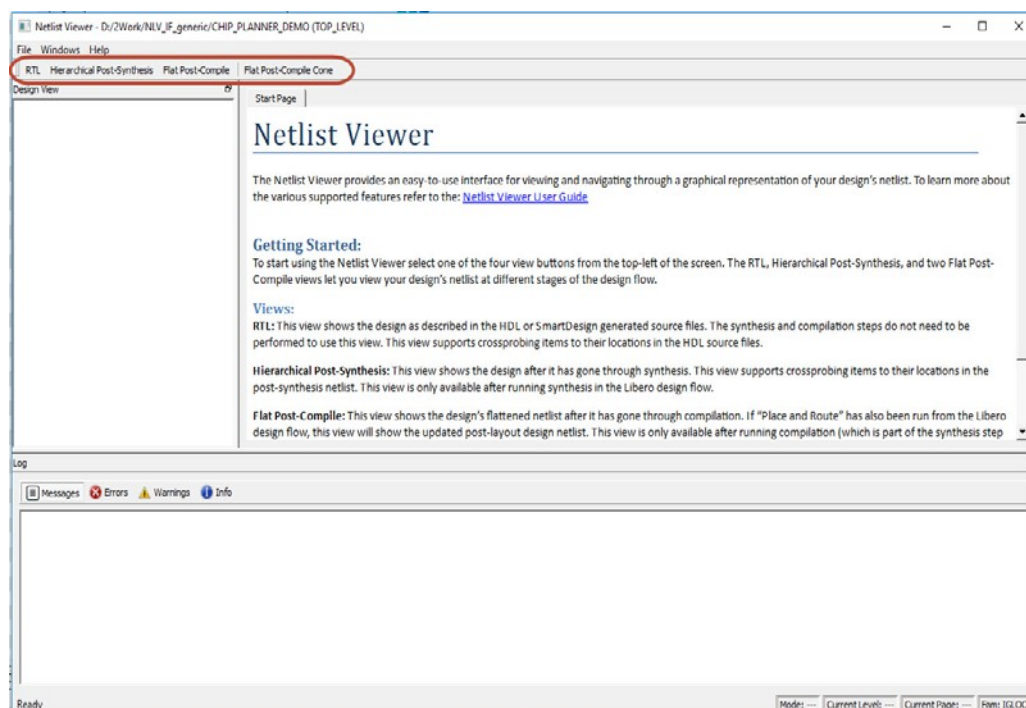 Netlist Viewer - D:/2Work/NLV_IF_generic/CHIP_PLANNER_DEMO (TOP_LEVEL)
File Windows Help
RTL Hierarchical Post-Synthesis Flat Post-Compile Flat Post-Compile Cone
Design View
Start Page
Netlist Viewer
The Netlist Viewer provides an easy-to-use interface for viewing and navigating through a graphical representation of your design's netlist. To learn more about
the various supported features refer to the: Netlist Viewer User Guide
Getting Started:
To start using the Netlist Viewer select one of the four view buttons from the top-left of the screen. The RTL, Hierarchical Post-Synthesis, and two Flat Post-
Compile views let you view your design's netlist at different stages of the design flow.
Views:
RTL: This view shows the design as described in the HDL or SmartDesign generated source files. The synthesis and compilation steps do not need to be
performed to use this view. This view supports crossprobing items to their locations in the HDL source files.
Hierarchical Post-Synthesis: This view shows the design after it has gone through synthesis. This view supports crossprobing items to their locations in the
post-synthesis netlist. This view is only available after running synthesis in the Libero design flow.
Flat Post-Compile: This view shows the design's flattened netlist after it has gone through compilation. If "Place and Route" has also been run from the Libero
design flow, this view will show the updated post-layout design netlist. This view is only available after running compilation (which is part of the synthesis step
Log
Messages Errors Warnings Info
Ready
Mode: --- Current Level: --- Current Page: --- Fam: IGLOO